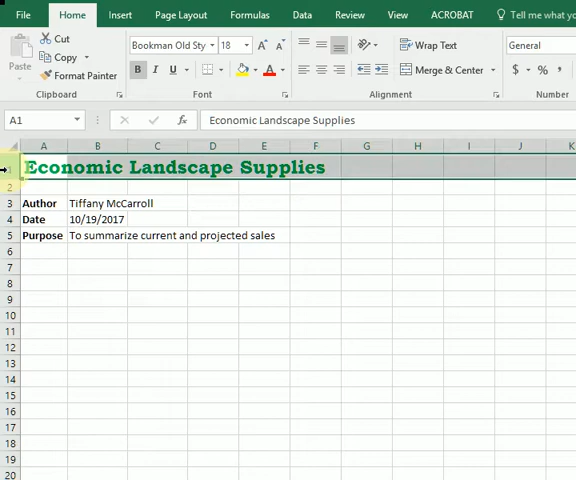 File Home Insert Page Layout Formulas Data Review View ACROBAT Tell me what yo
Cut
Copy
Format Painter
Paste
Clipboard
Bookman Old Sty 18 A A
B I U A
Font
Wrap Text
Merge & Center
Alignment
General
$ % ,
Number
A1 fx Economic Landscape Supplies
A B C D E F G H I J K
1 Economic Landscape Supplies
2
3 Author Tiffany McCarroll
4 Date 10/19/2017
5 Purpose To summarize current and projected sales
6
7
8
9
10
11
12
13
14
15
16
17
18
19
20